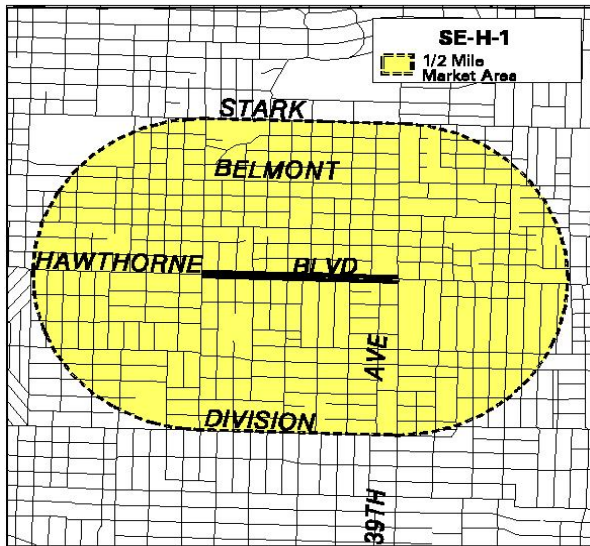 SE-H-1
1/2 Mile
Market Area
STARK
BELMONT
HAWTHORNE BLVD
AVE
DIVISION
39TH